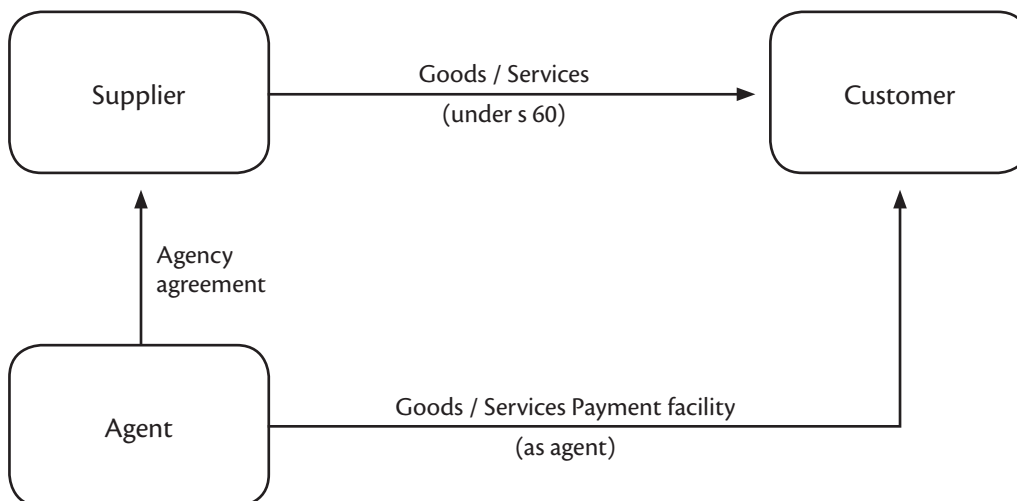 Supplier
Goods / Services
(under s 60)
Customer
Agency
agreement
Agent
Goods / Services Payment facility
(as agent)